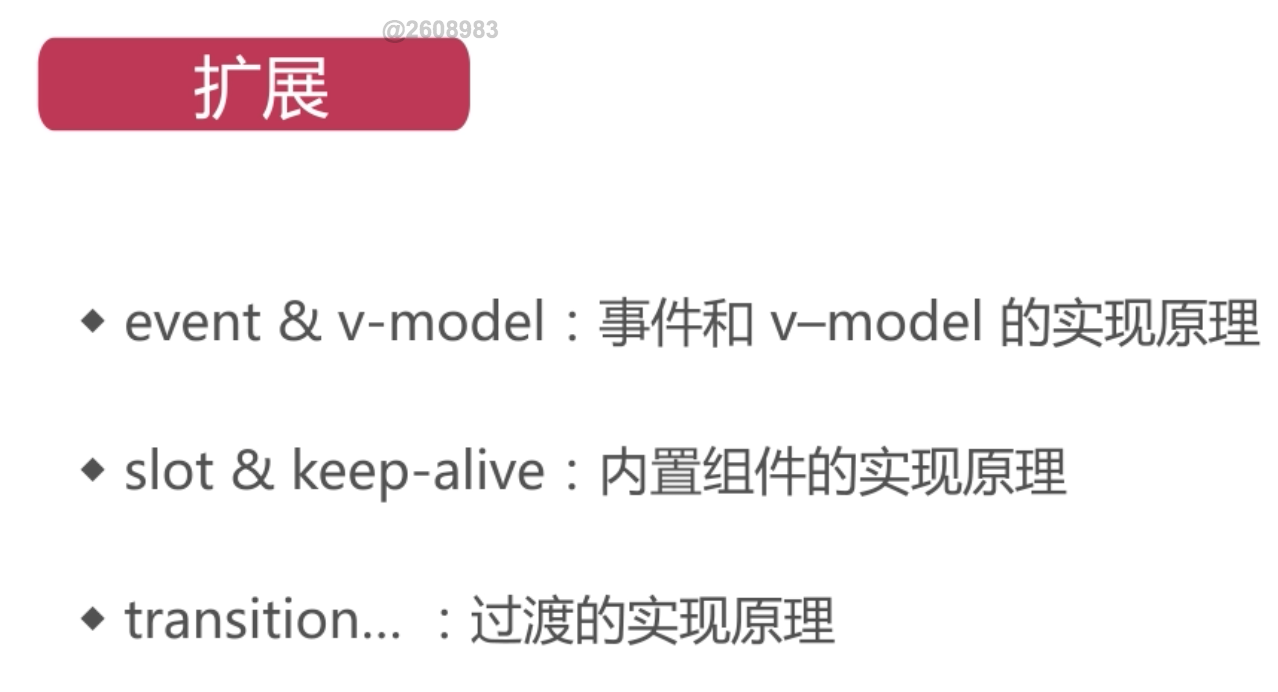 @2608983
扩展
◆ event & v-model：事件和 v–model 的实现原理
◆ slot & keep-alive：内置组件的实现原理
◆ transition... ：过渡的实现原理